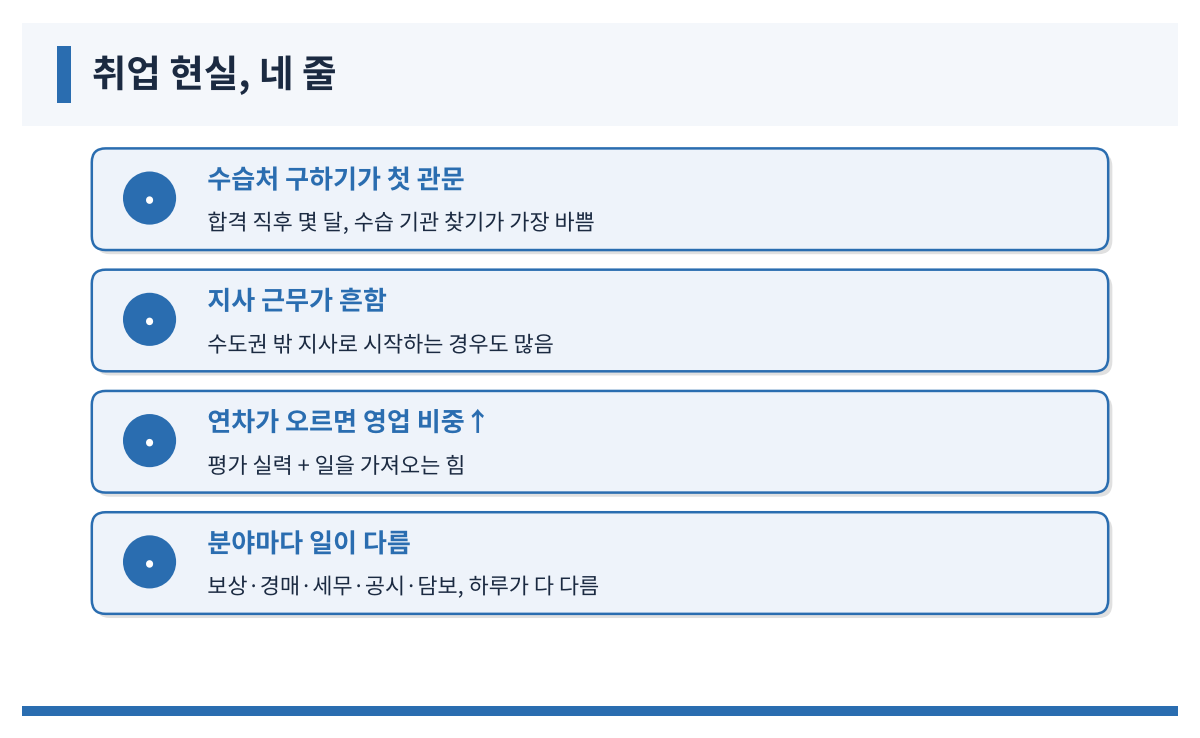 취업 현실, 네 줄
수습처 구하기가 첫 관문
합격 직후 몇 달, 수습 기관 찾기가 가장 바쁨
지사 근무가 흔함
수도권 밖 지사로 시작하는 경우도 많음
연차가 오르면 영업 비중↑
평가 실력 + 일을 가져오는 힘
분야마다 일이 다름
보상·경매·세무·공시·담보, 하루가 다 다름